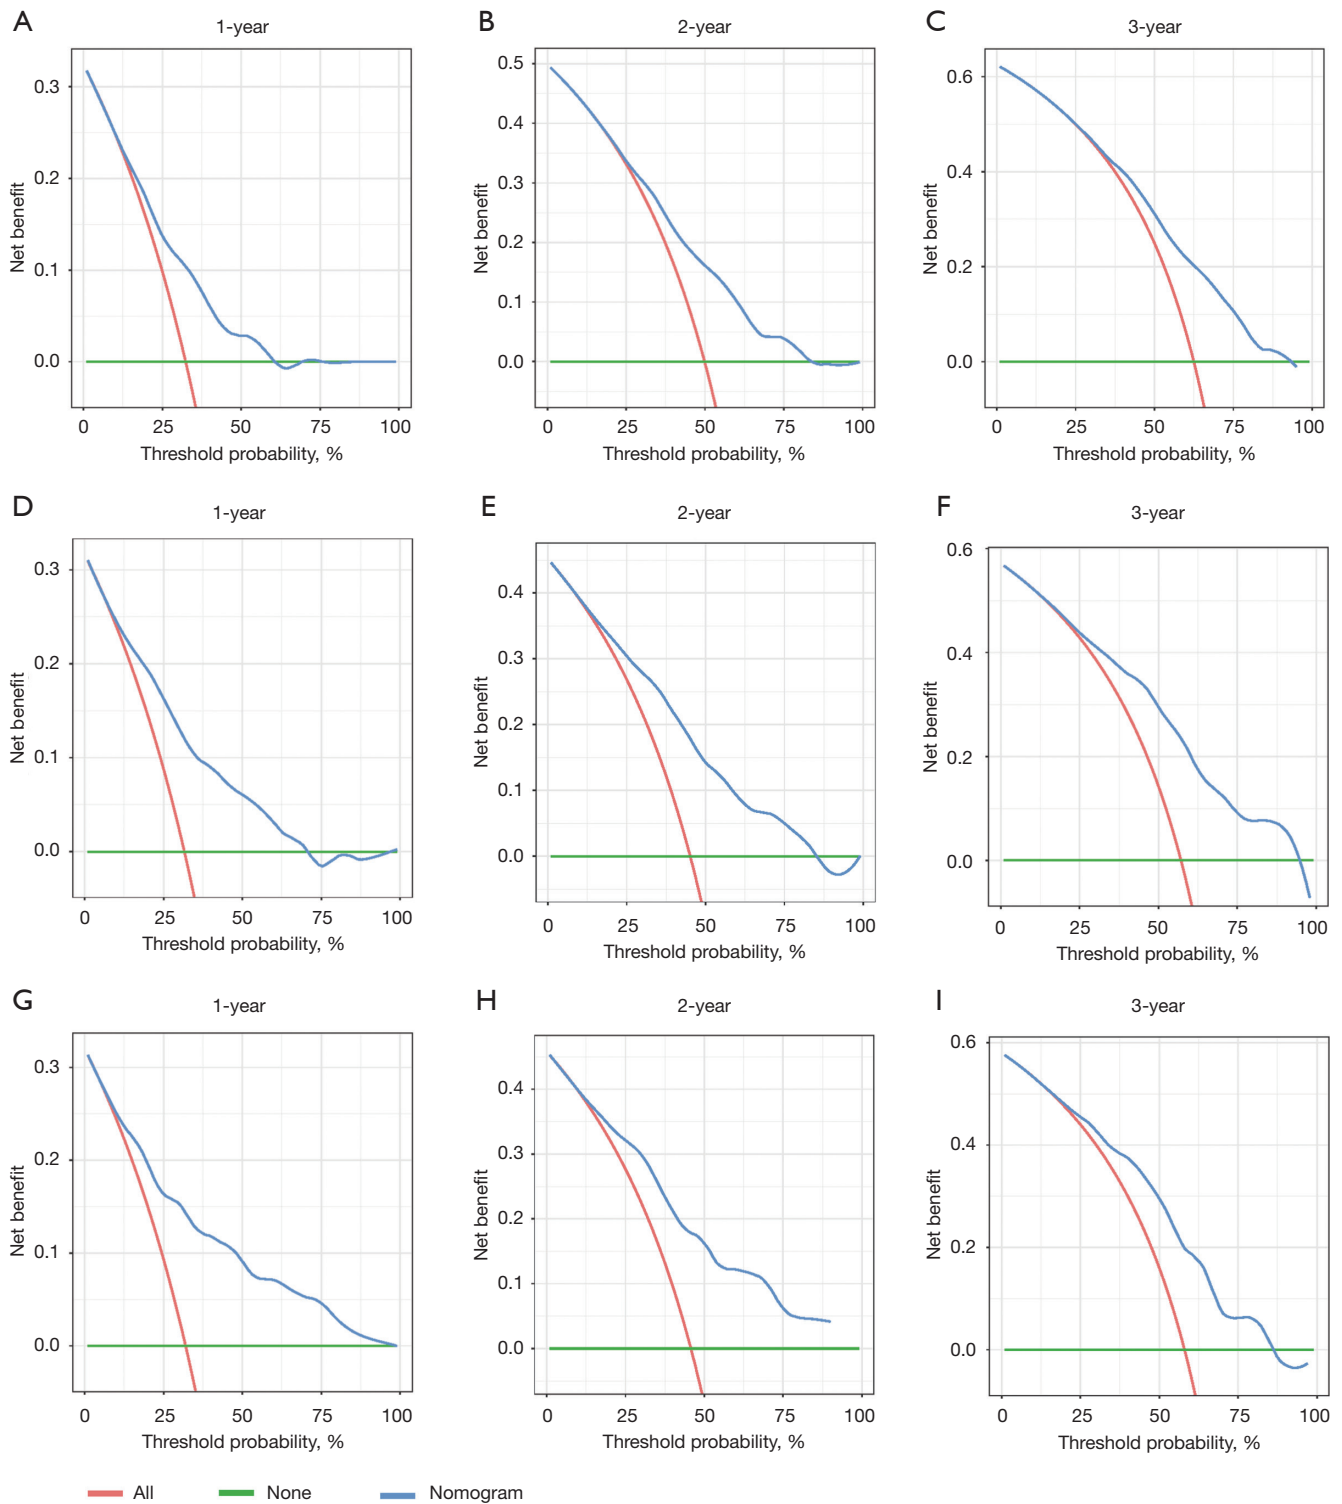 A
1-year
Net benefit
0.3
0.2
0.1
0.0
0 25 50 75 100
Threshold probability, %
B
2-year
Net benefit
0.5
0.4
0.3
0.2
0.1
0.0
0 25 50 75 100
Threshold probability, %
C
3-year
Net benefit
0.6
0.4
0.2
0.0
0 25 50 75 100
Threshold probability, %
D
1-year
Net benefit
0.3
0.2
0.1
0.0
0 25 50 75 100
Threshold probability, %
E
2-year
Net benefit
0.4
0.3
0.2
0.1
0.0
0 25 50 75 100
Threshold probability, %
F
3-year
Net benefit
0.6
0.4
0.2
0.0
0 25 50 75 100
Threshold probability, %
G
1-year
Net benefit
0.3
0.2
0.1
0.0
0 25 50 75 100
Threshold probability, %
H
2-year
Net benefit
0.4
0.3
0.2
0.1
0.0
0 25 50 75 100
Threshold probability, %
I
3-year
Net benefit
0.6
0.4
0.2
0.0
0 25 50 75 100
Threshold probability, %
All None Nomogram